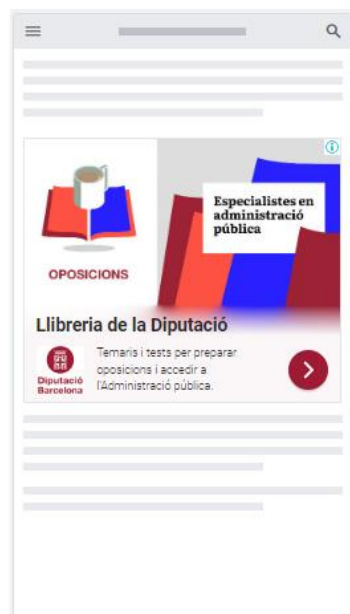 Especialistes en
administració
pública
OPOSICIONS
Llibreria de la Diputació
Diputació
Barcelona
Temaris i tests per preparar
oposicions i accedir a
l'Administració pública.